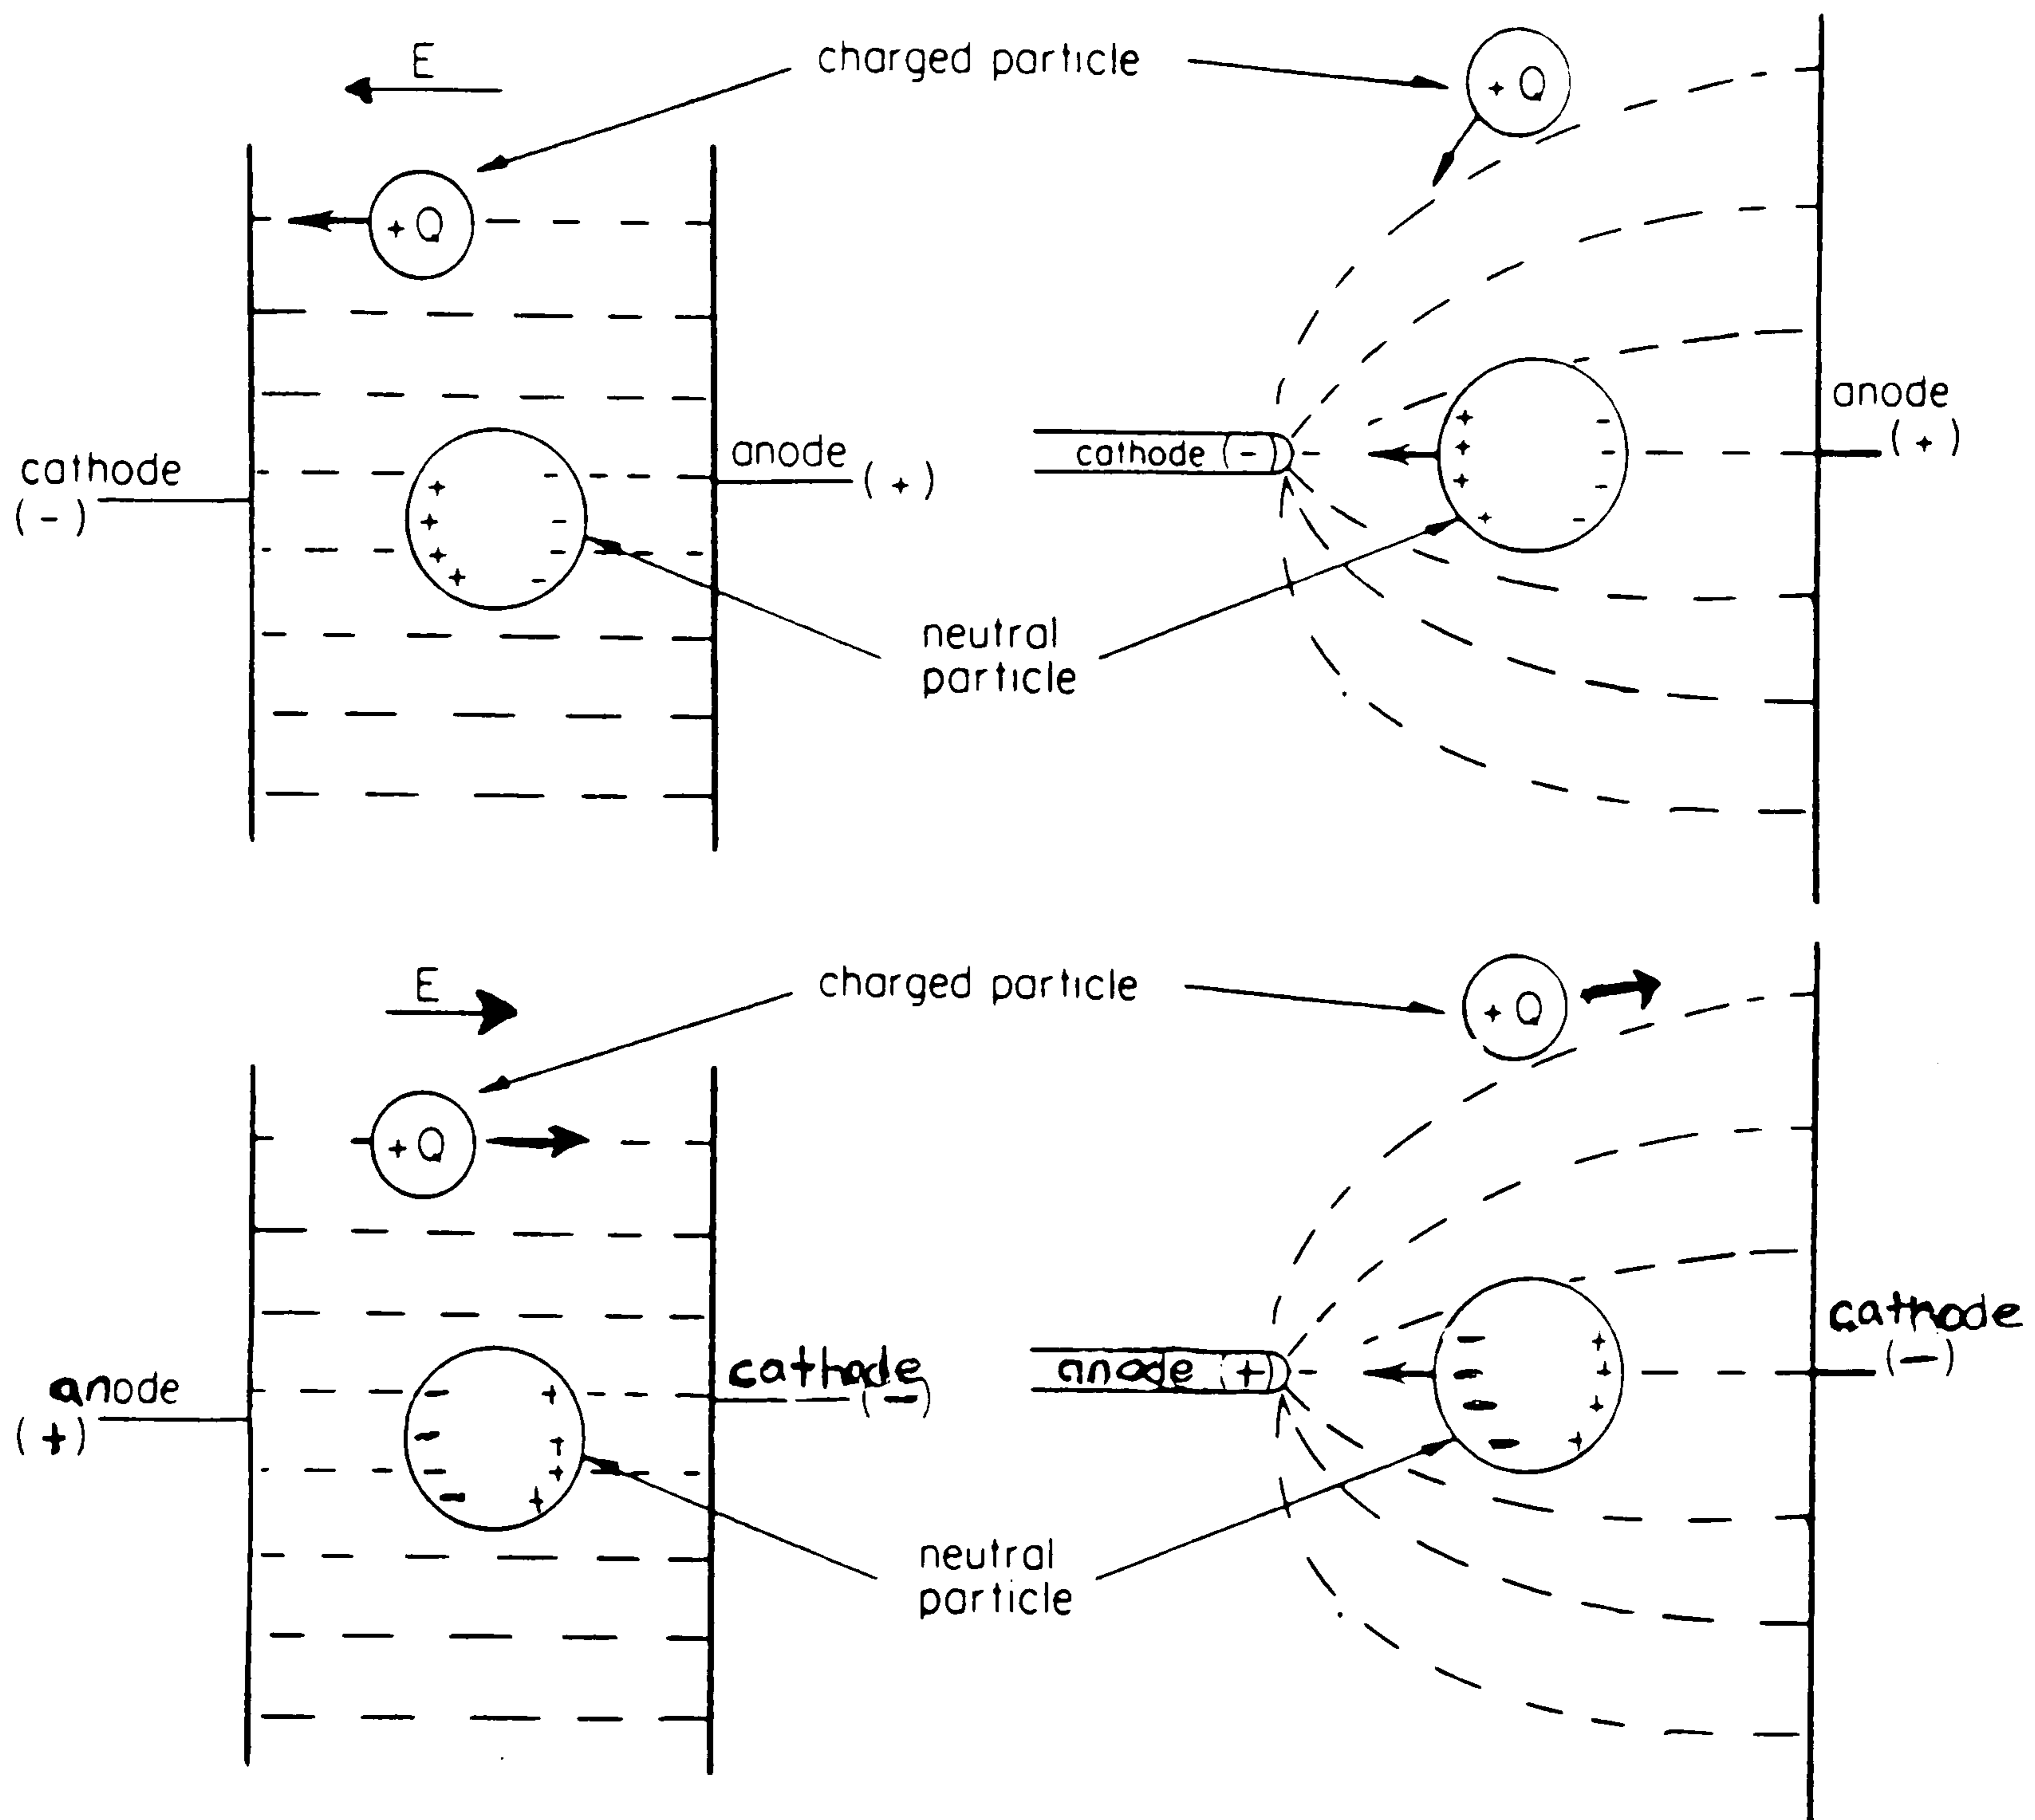 E
charged particle
+ Q
+ Q
cathode
(-)
anode
(+)
cathode (-)
anode
(+)
neutral
particle
E
charged particle
+ Q
+ Q
anode
(+)
cathode
(-)
anode (+)
cathode
(-)
neutral
particle